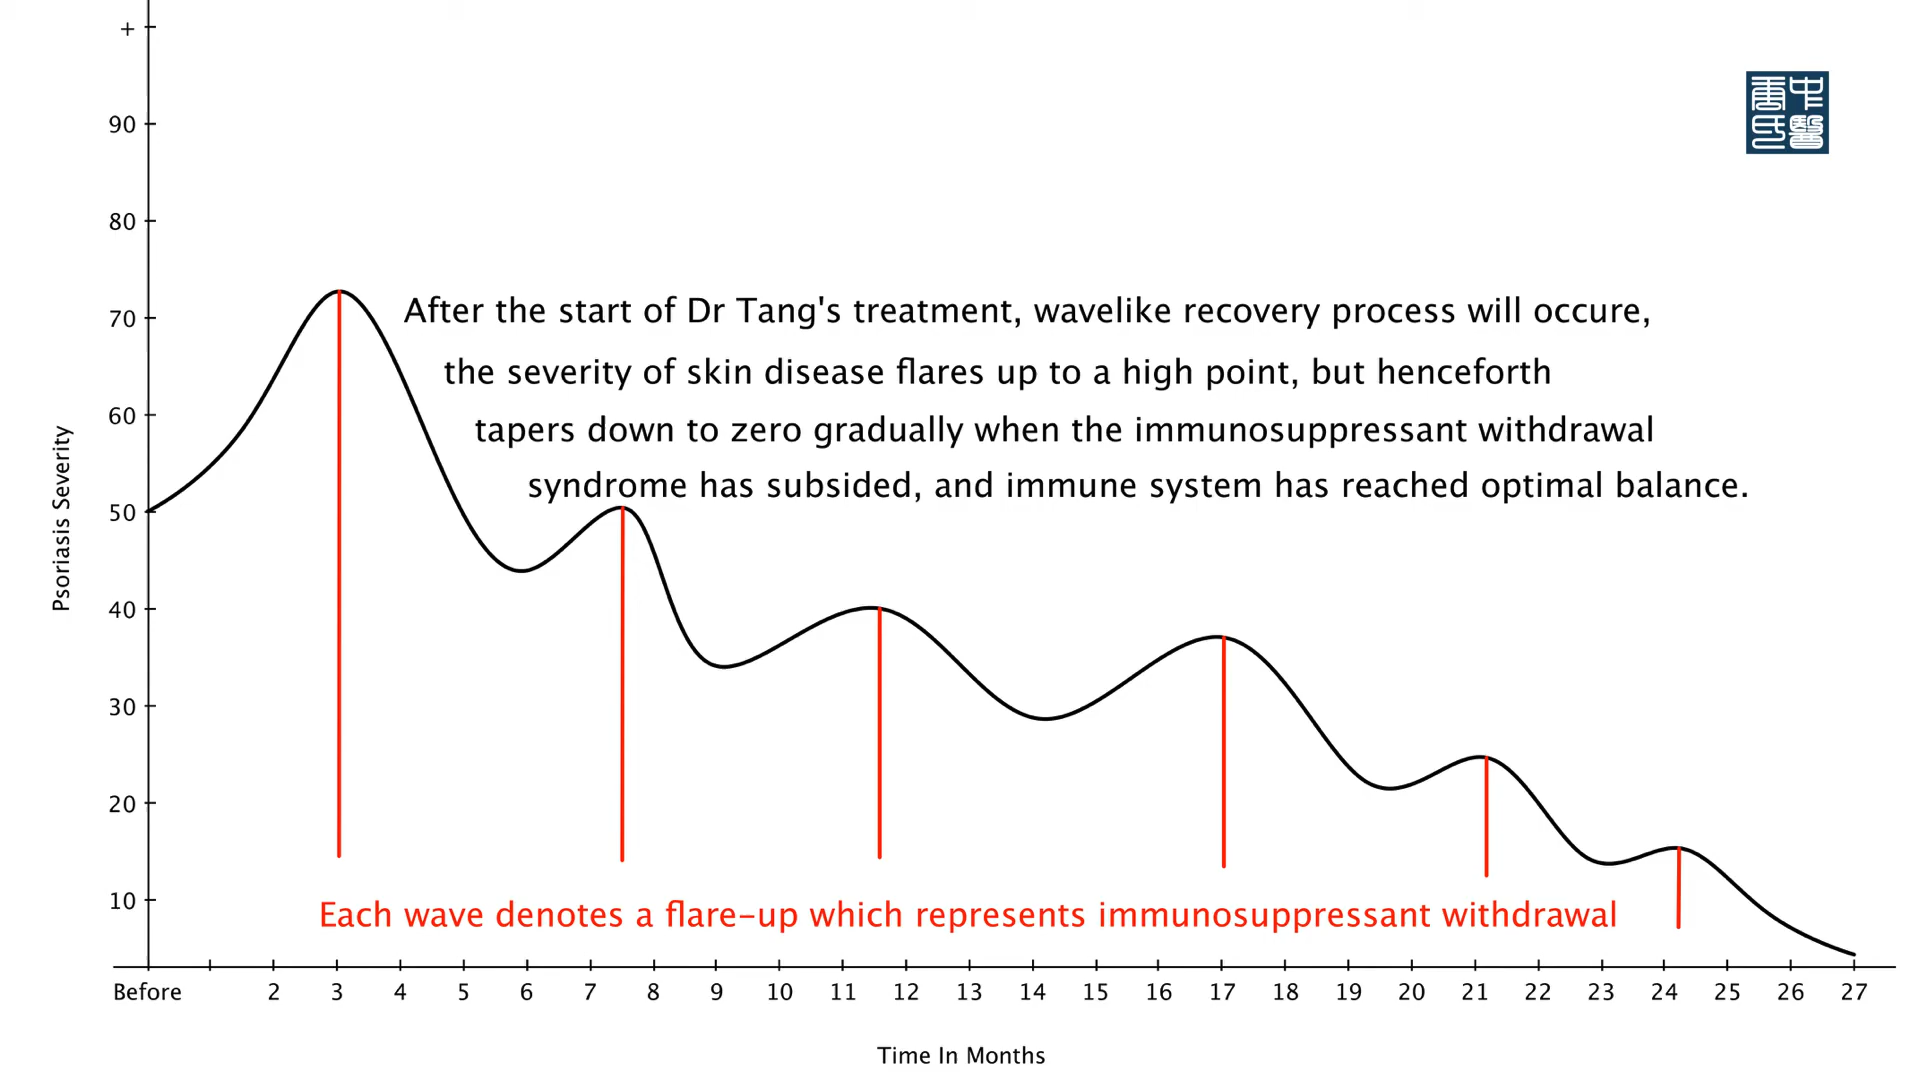 +
90
80
70
60
50
40
30
20
10
Psoriasis Severity
唐中
氏醫
After the start of Dr Tang's treatment, wavelike recovery process will occure,
the severity of skin disease flares up to a high point, but henceforth
tapers down to zero gradually when the immunosuppressant withdrawal
syndrome has subsided, and immune system has reached optimal balance.
Each wave denotes a flare-up which represents immunosuppressant withdrawal
Before 2 3 4 5 6 7 8 9 10 11 12 13 14 15 16 17 18 19 20 21 22 23 24 25 26 27
Time In Months